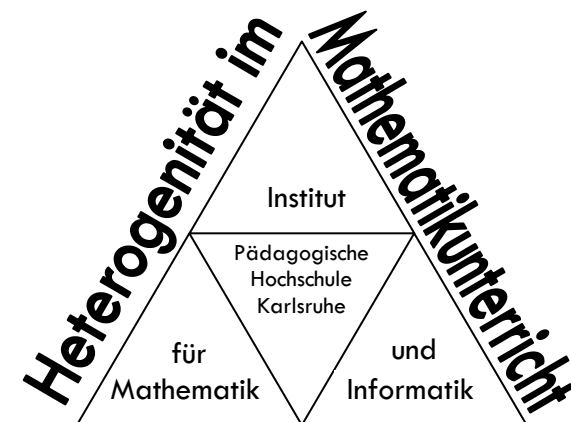 Heterogenität im
Mathematikunterricht
Institut
Pädagogische
Hochschule
Karlsruhe
für
Mathematik
und
Informatik